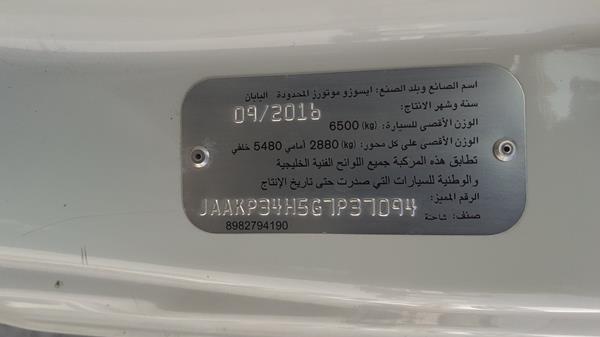 اسم الصانع وبلد الصنع: ايسوزو موتورز المحدودة اليابان
سنة وشهر الانتاج: 09/2016
الوزن الأقصى للسيارة: (kg) 6500
الوزن الأقصى على كل محور: (kg) 2880 أمامي 5480 خلفي
تطابق هذه المركبة جميع اللوائح الفنية الخليجية
والوطنية للسيارات التي صدرت حتى تاريخ الإنتاج
الرقم المميز: JAAKP34H5G7P37094
صنف: شاحنة
8982794190